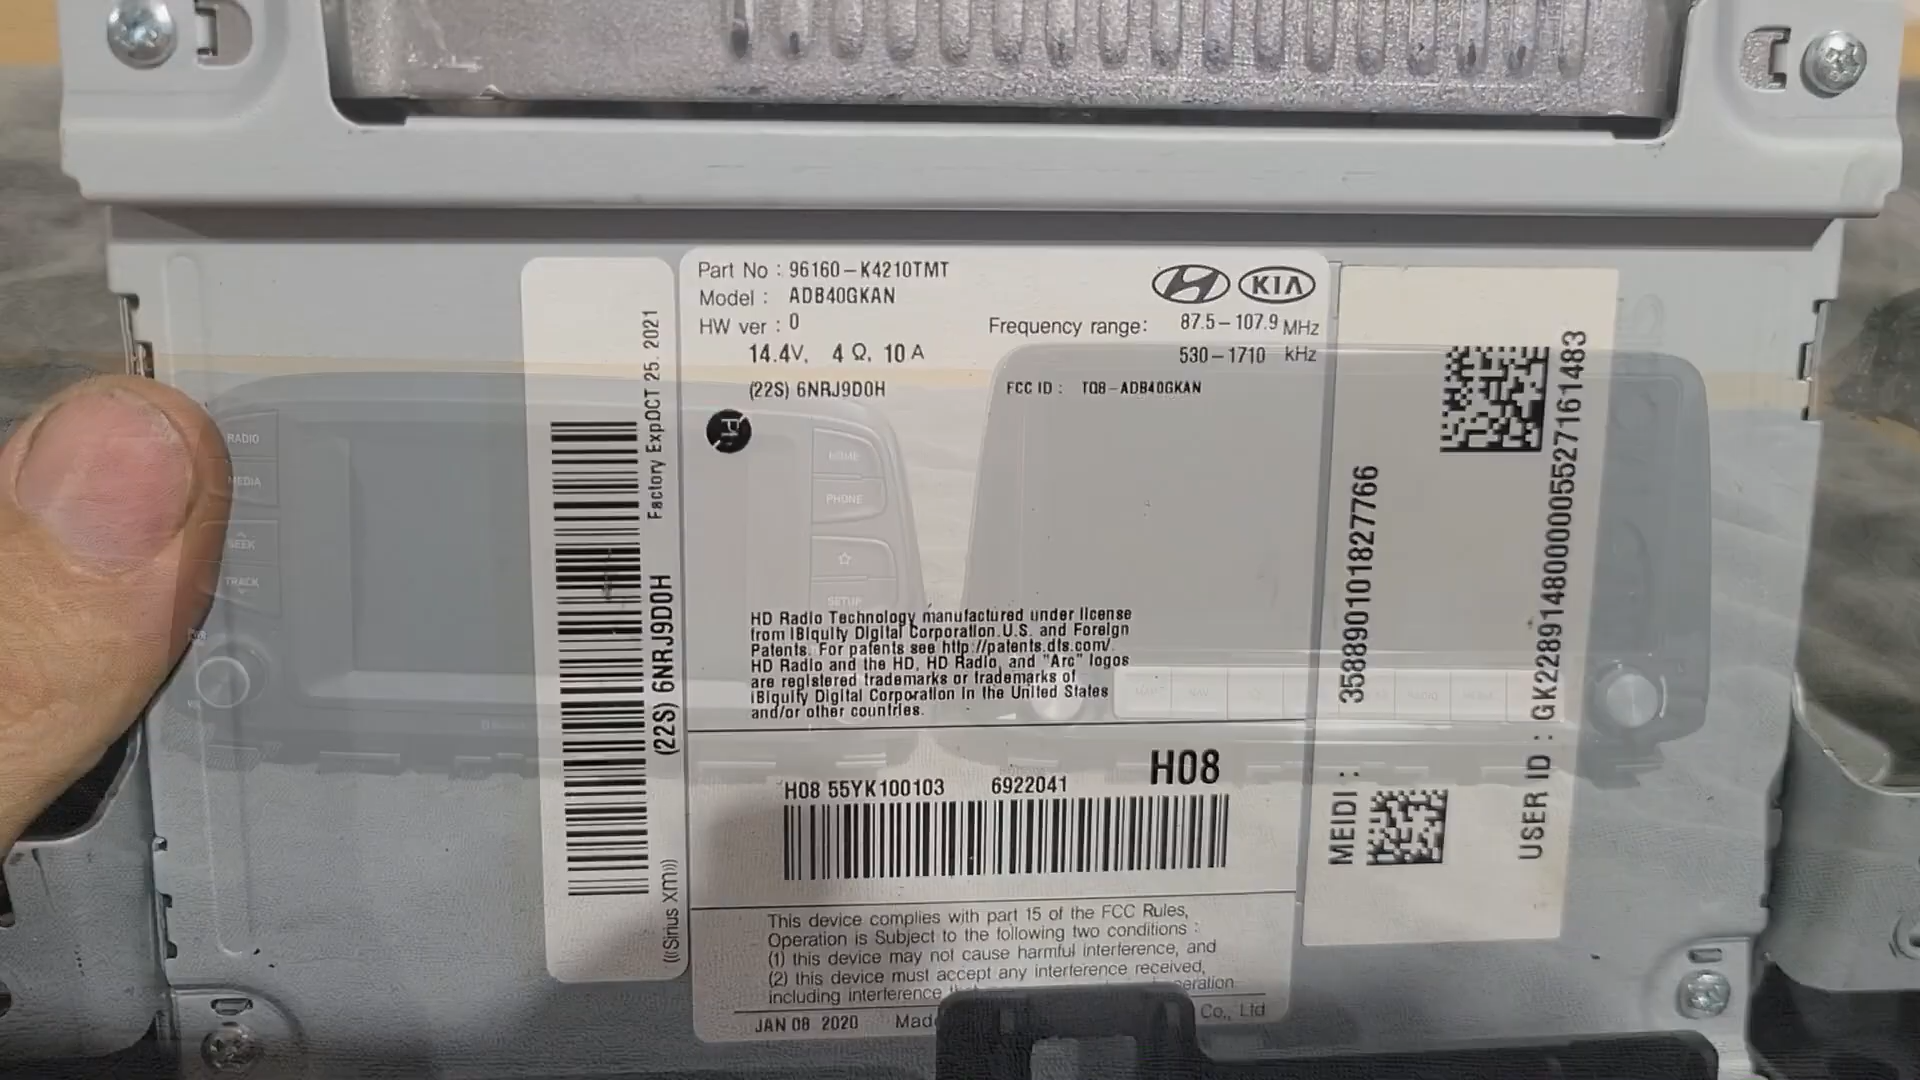 Part No : 96160-K4210TMT
Model : ADB40GKAN
HW ver : 0
14.4V, 4 Ω, 10 A
(22S) 6NRJ9D0H
KIA
Frequency range: 87.5-107.9 MHz
530-1710 kHz
FCC ID : TQ8-ADB40GKAN
HD Radio Technology manufactured under license
from iBiquity Digital Corporation.U.S. and Foreign
Patents. For patents see http://patents.dts.com/.
HD Radio and the HD, HD Radio, and "Arc" logos
are registered trademarks or trademarks of
iBiquity Digital Corporation in the United States
and/or other countries.
H08
H08 55YK100103 6922041
This device complies with part 15 of the FCC Rules,
Operation is Subject to the following two conditions :
(1) this device may not cause harmful interference, and
(2) this device must accept any interference received,
including interference
JAN 08 2020 Made Co., Ltd
Factory Exp OCT 25. 2021
(22S) 6NRJ9D0H
((Sirius xm))
MEIDI : 358890101827766
USER ID : GK2289148000005527161483
RADIO
MEDIA
SEEK
TRACK
HOME
PHONE
SETUP